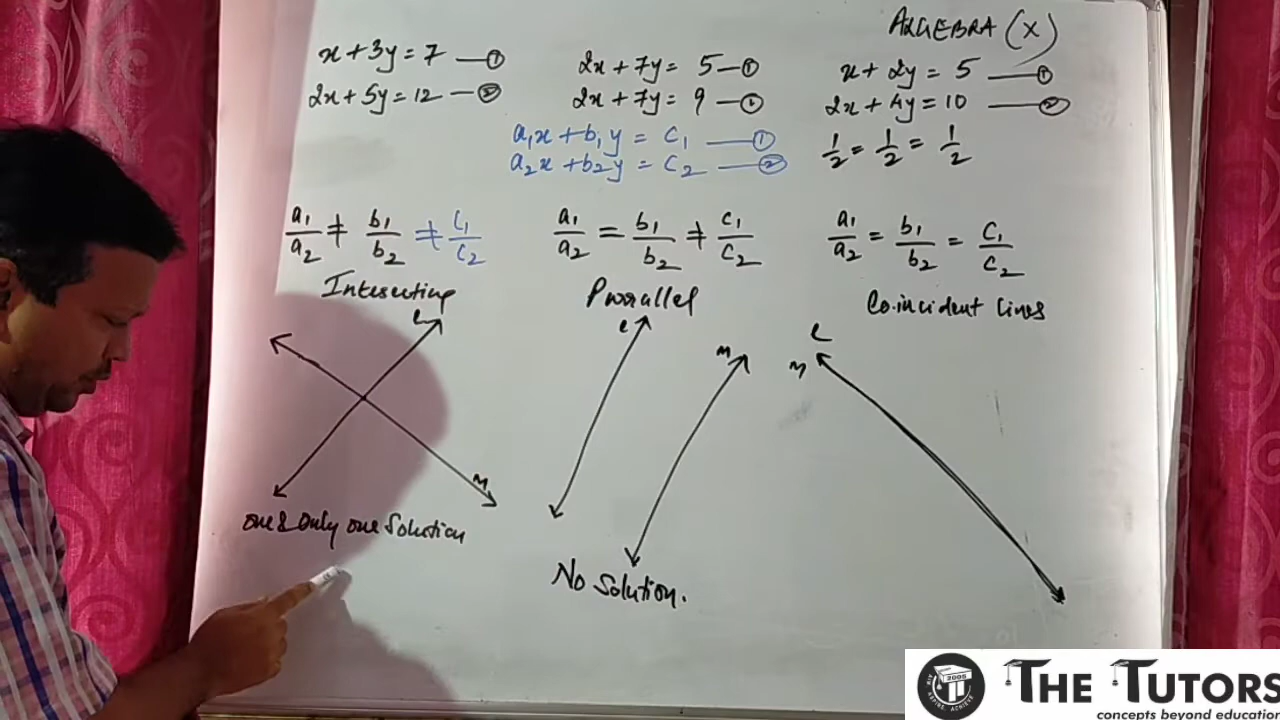 ALGEBRA (X)
x + 3y = 7 —①
2x + 5y = 12 —②
2x + 7y = 5 —①
2x + 7y = 9 —②
x + 2y = 5 —①
2x + 4y = 10 —②
a₁x + b₁y = c₁ —①
a₂x + b₂y = c₂ —②
1/2 = 1/2 = 1/2
a₁/a₂ ≠ b₁/b₂ ≠ c₁/c₂
Intersecting
a₁/a₂ = b₁/b₂ ≠ c₁/c₂
Parallel
a₁/a₂ = b₁/b₂ = c₁/c₂
Co.incident lines
l
M
one & only one Solution
l
M
No Solution.
l
M
THE TUTORS
concepts beyond education
2005